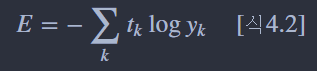 E = − ∑ₖ tₖ log yₖ [식4.2]